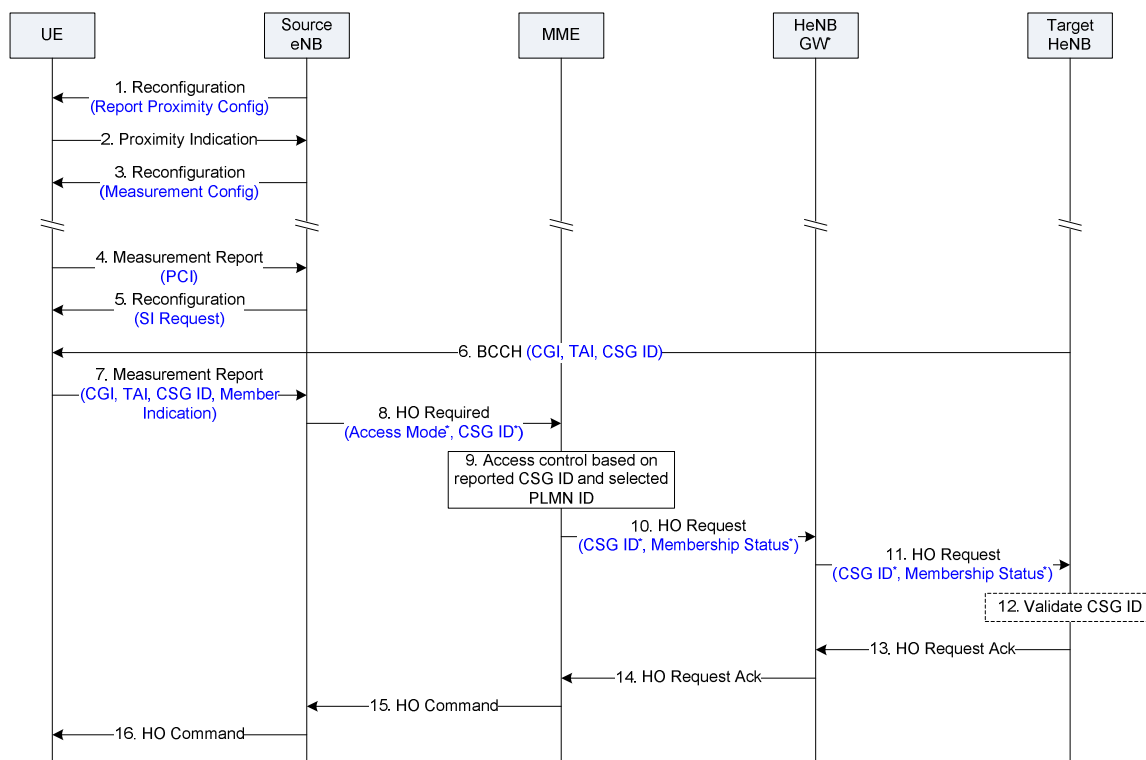 UE
Source
eNB
MME
HeNB
GW*
Target
HeNB
1. Reconfiguration
(Report Proximity Config)
2. Proximity Indication
3. Reconfiguration
(Measurement Config)
4. Measurement Report
(PCI)
5. Reconfiguration
(SI Request)
6. BCCH (CGI, TAI, CSG ID)
7. Measurement Report
(CGI, TAI, CSG ID, Member
Indication)
8. HO Required
(Access Mode*, CSG ID*)
9. Access control based on
reported CSG ID and selected
PLMN ID
10. HO Request
(CSG ID*, Membership Status*)
11. HO Request
(CSG ID*, Membership Status*)
12. Validate CSG ID
13. HO Request Ack
14. HO Request Ack
15. HO Command
16. HO Command